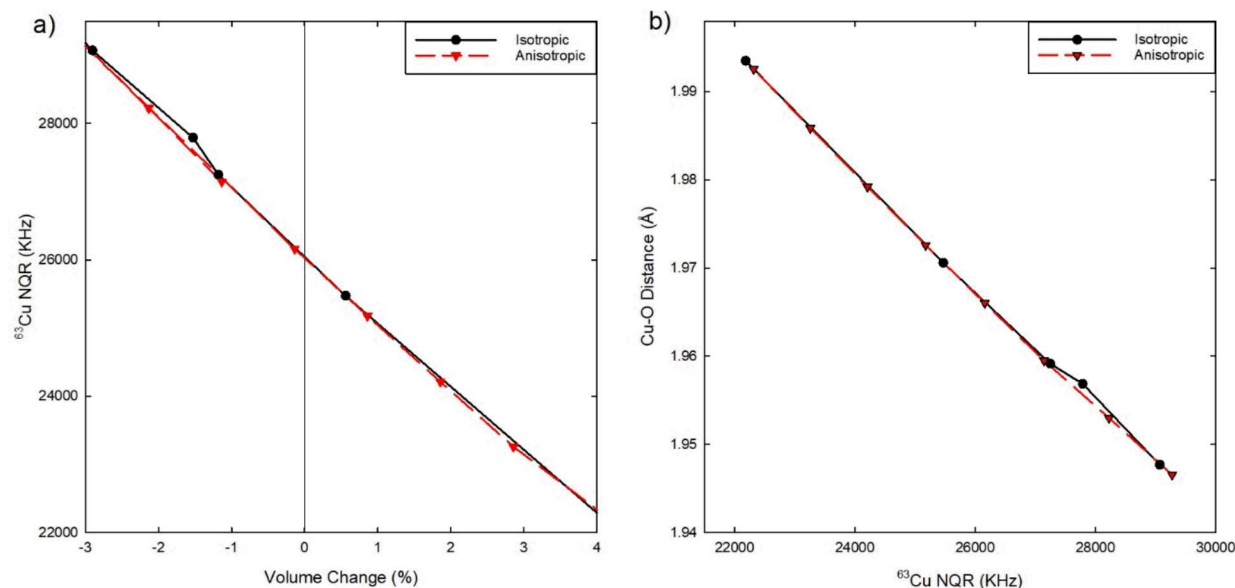 a)
Isotropic
Anisotropic
28000
26000
24000
22000
⁶³Cu NQR (KHz)
-3 -2 -1 0 1 2 3 4
Volume Change (%)
b)
Isotropic
Anisotropic
1.99
1.98
1.97
1.96
1.95
1.94
Cu-O Distance (Å)
22000 24000 26000 28000 30000
⁶³Cu NQR (KHz)